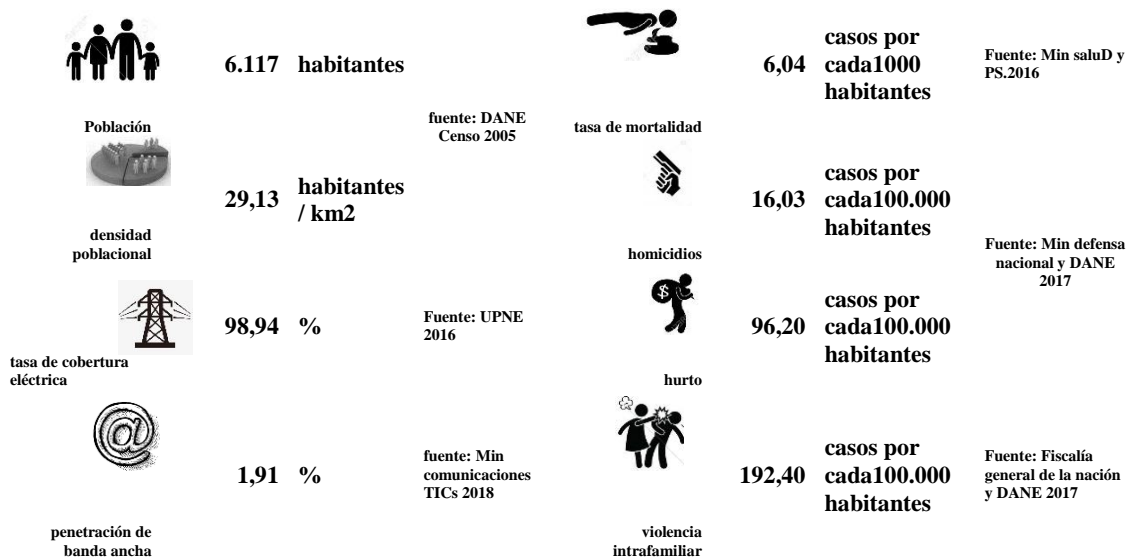 6.117 habitantes
Población
fuente: DANE
Censo 2005
29,13 habitantes
/ km2
densidad
poblacional
98,94 %
Fuente: UPNE
2016
tasa de cobertura
eléctrica
1,91 %
fuente: Min
comunicaciones
TICs 2018
penetración de
banda ancha
6,04 casos por
cada1000
habitantes
Fuente: Min saluD y
PS.2016
tasa de mortalidad
16,03 casos por
cada100.000
habitantes
homicidios
Fuente: Min defensa
nacional y DANE
2017
$
96,20 casos por
cada100.000
habitantes
hurto
192,40 casos por
cada100.000
habitantes
Fuente: Fiscalía
general de la nación
y DANE 2017
violencia
intrafamiliar
@